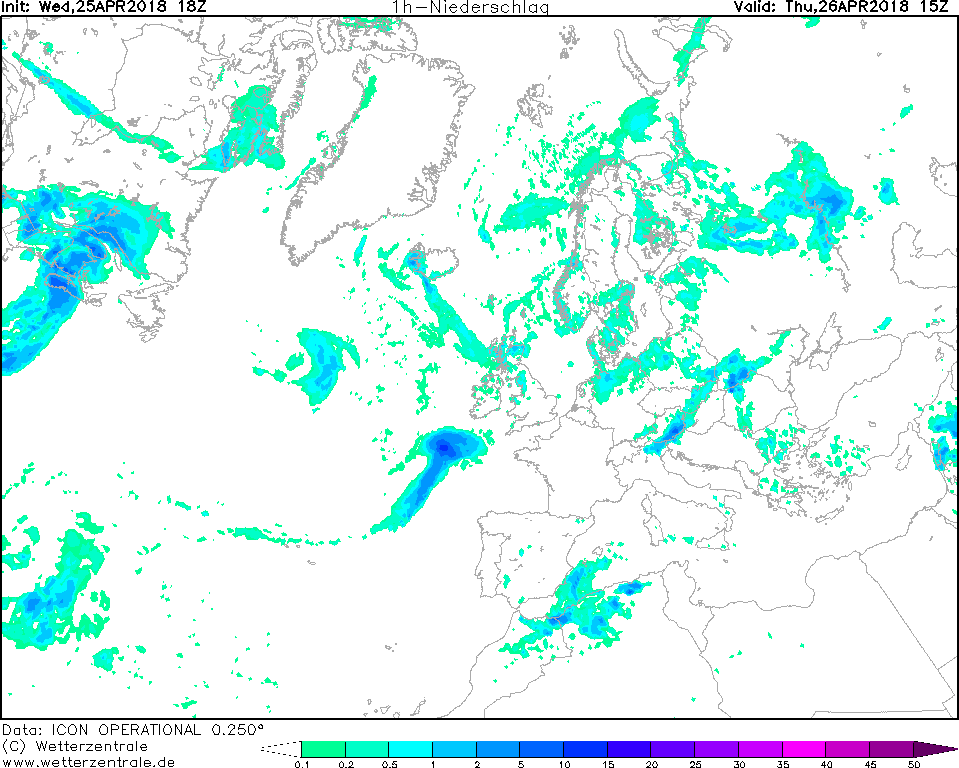 Init: Wed,25APR2018 18Z 1h-Niederschlag Valid: Thu,26APR2018 15Z
Data: ICON OPERATIONAL 0.250°
(C) Wetterzentrale
www.wetterzentrale.de
0.1 0.2 0.5 1 2 5 10 15 20 25 30 35 40 45 50